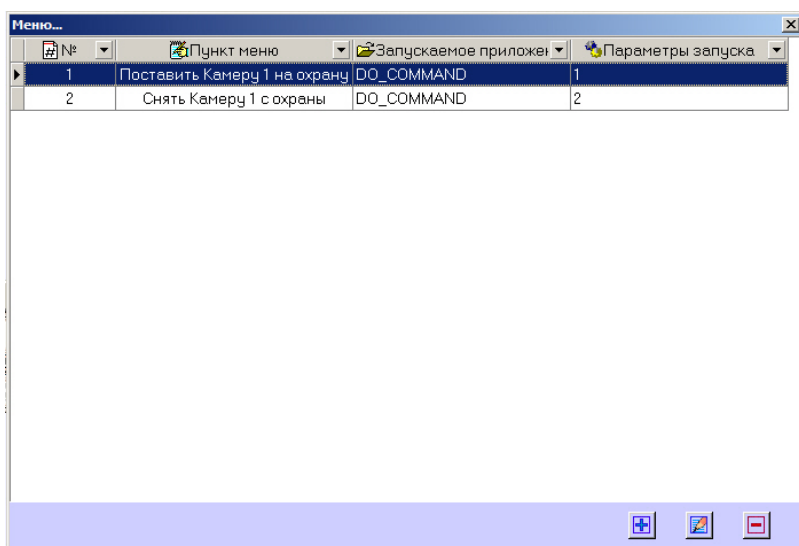 Меню...
№ Пункт меню Запускаемое приложен Параметры запуска
1 Поставить Камеру 1 на охрану DO_COMMAND 1
2 Снять Камеру 1 с охраны DO_COMMAND 2